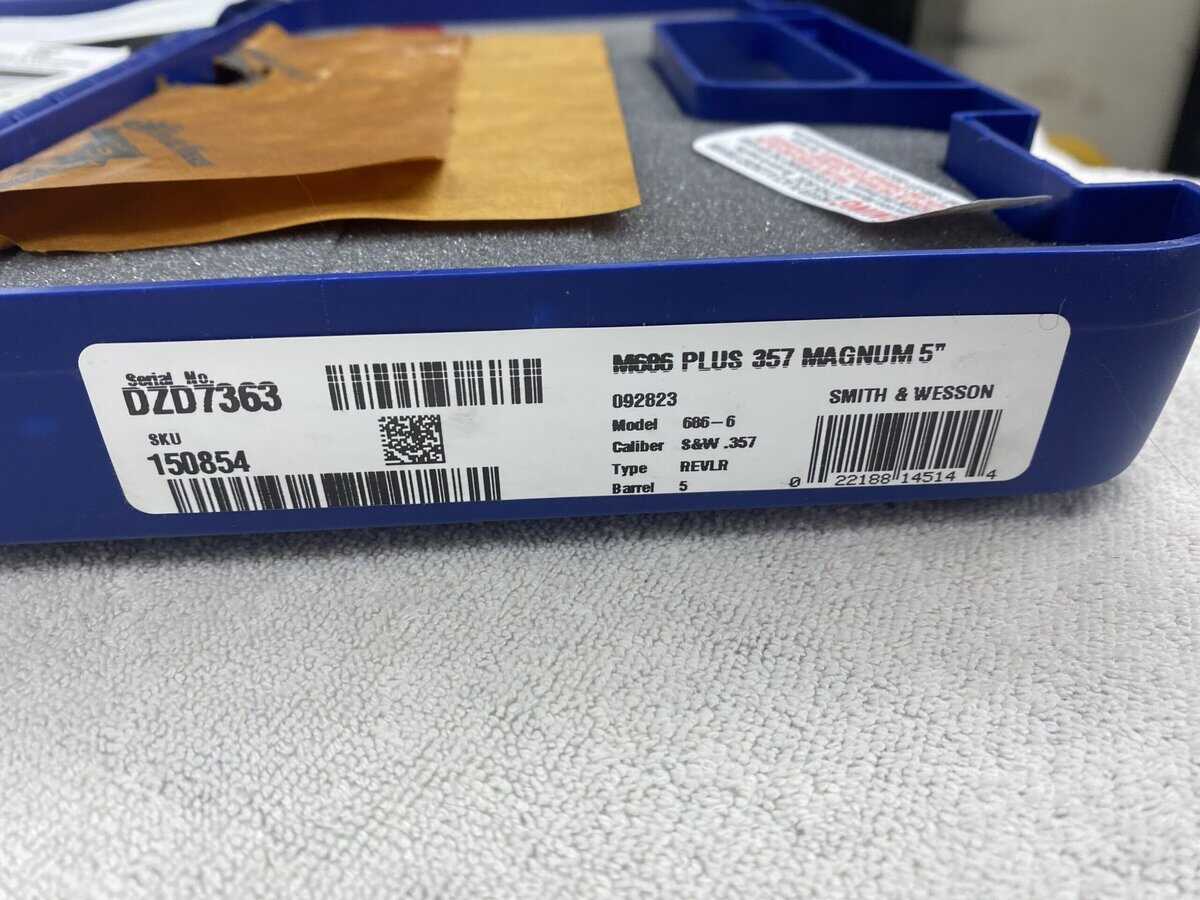 Serial No.
DZD7363
SKU
150854
M686 PLUS 357 MAGNUM 5"
092823
SMITH & WESSON
Model 686-6
Caliber S&W .357
Type REVLR
Barrel 5
0 22188 14514 4